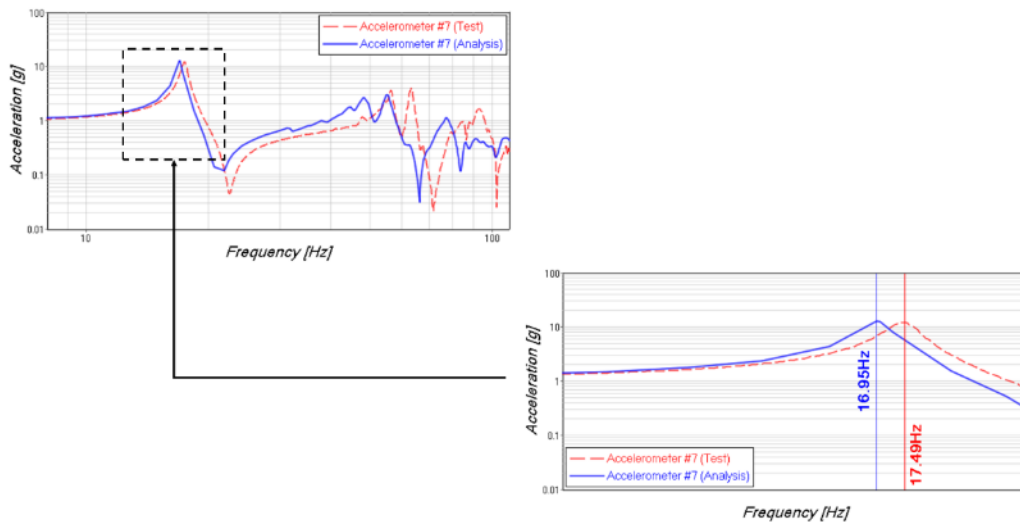 100
10
1
0.1
0.01
Acceleration [g]
Accelerometer #7 (Test)
Accelerometer #7 (Analysis)
10
100
Frequency [Hz]
100
10
1
0.1
0.01
Acceleration [g]
16.95Hz
17.49Hz
Accelerometer #7 (Test)
Accelerometer #7 (Analysis)
Frequency [Hz]